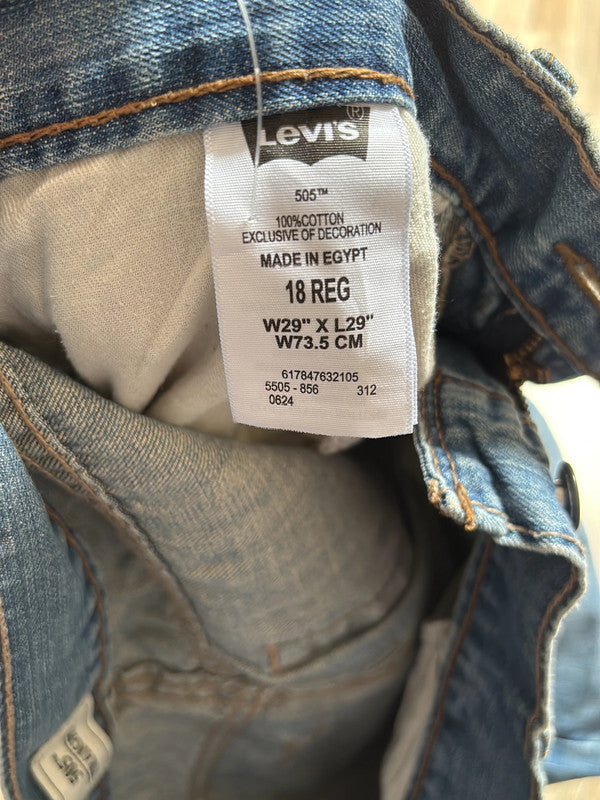 Levi's ®
505™
100%COTTON
EXCLUSIVE OF DECORATION
MADE IN EGYPT
18 REG
W29" X L29"
W73.5 CM
617847632105
5505 - 856 312
0624